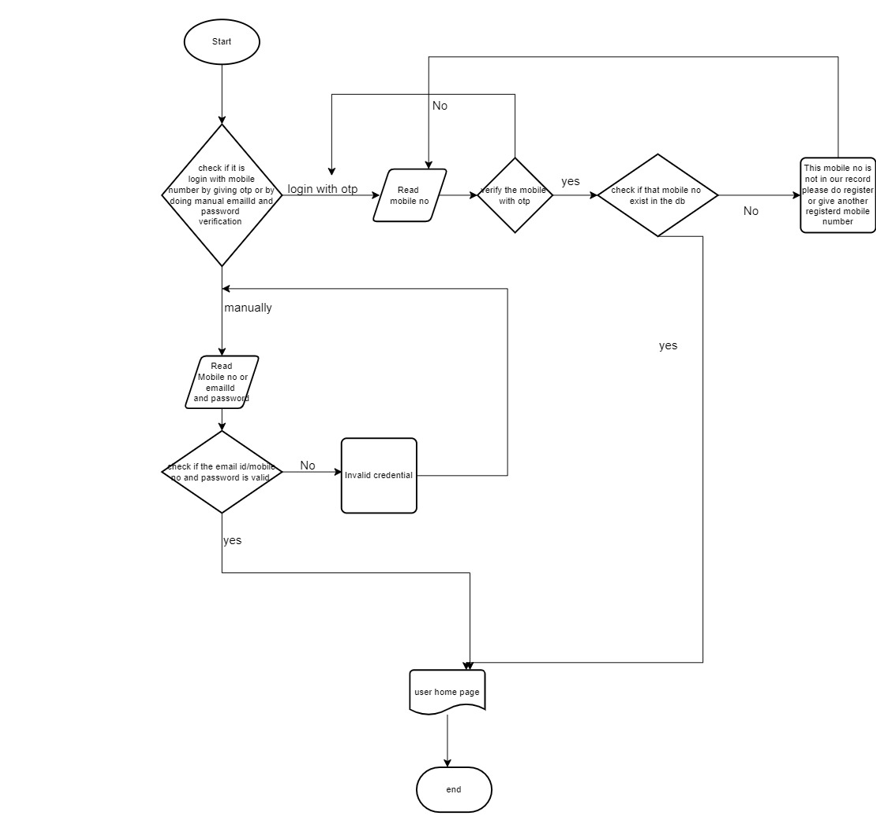 Start
No
check if it is
login with mobile
number by giving otp or by
doing manual emailId and
password
verification
login with otp
Read
mobile no
verify the mobile
with otp
yes
check if that mobile no
exist in the db
No
This mobile no is
not in our record
please do register
or give another
registerd mobile
number
manually
yes
Read
Mobile no or
emailId
and password
check if the email id/mobile
no and password is valid
No
Invalid credential
yes
user home page
end